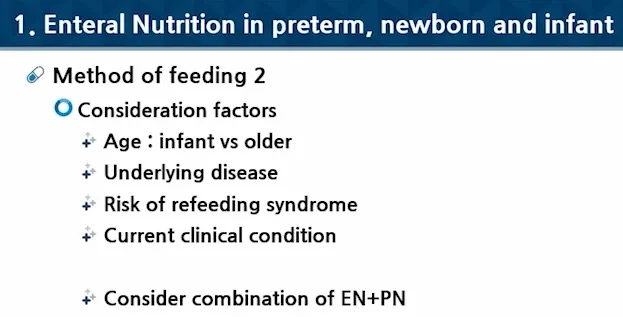 1. Enteral Nutrition in preterm, newborn and infant
Method of feeding 2
Consideration factors
Age : infant vs older
Underlying disease
Risk of refeeding syndrome
Current clinical condition
Consider combination of EN+PN